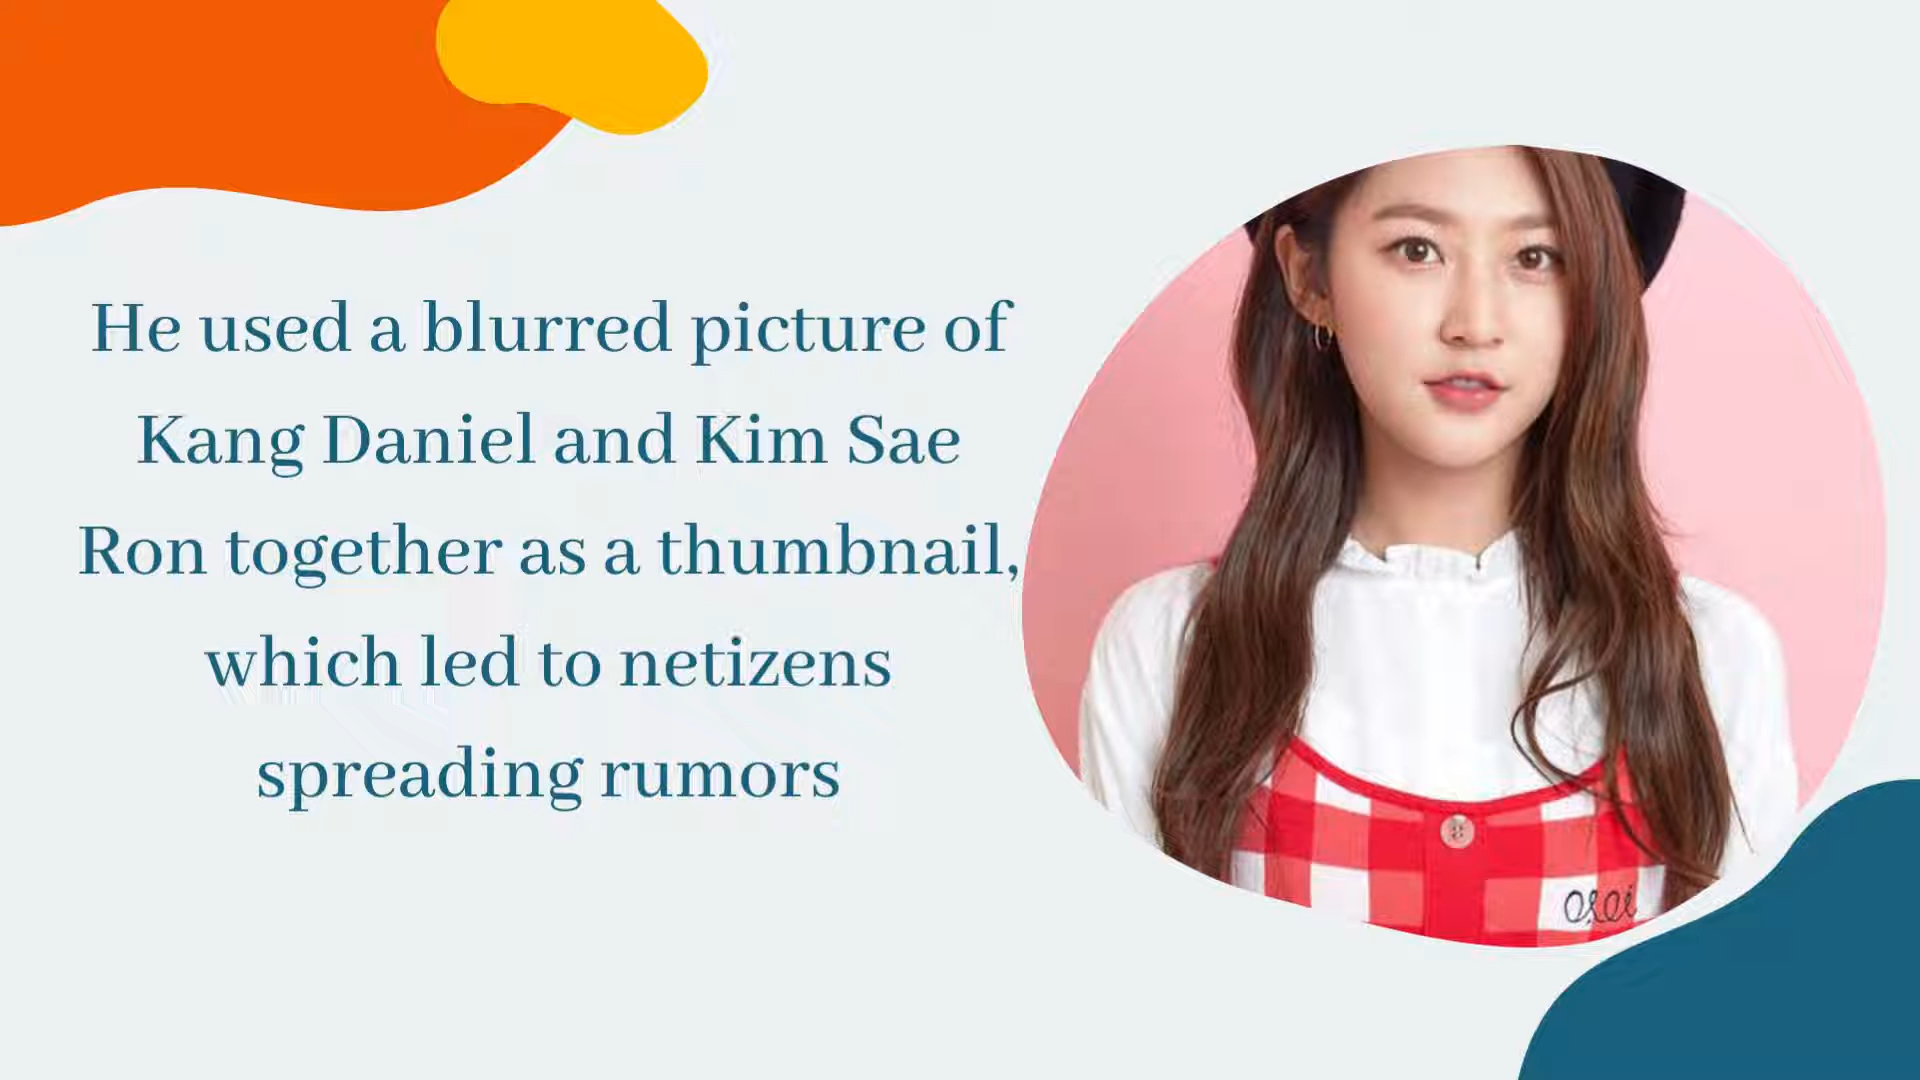 He used a blurred picture of
Kang Daniel and Kim Sae
Ron together as a thumbnail,
which led to netizens
spreading rumors